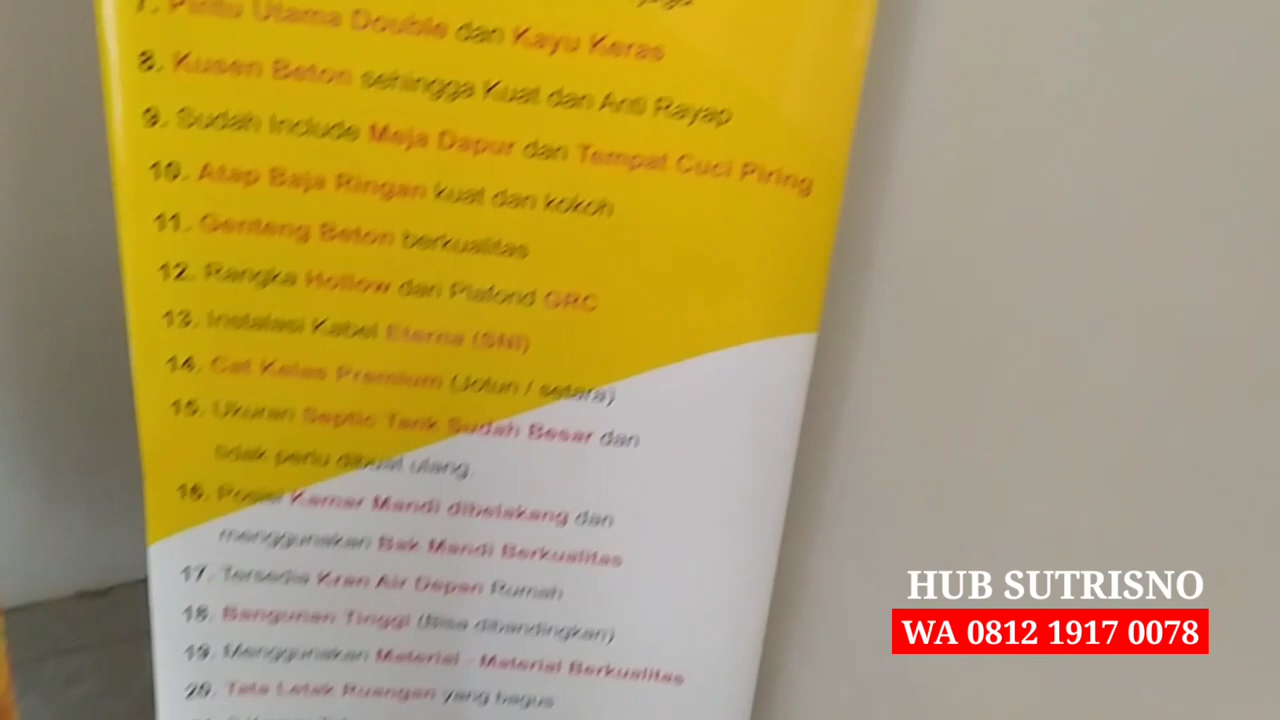 7. Pintu Utama Double dan Kayu Keras
8. Kusen Beton sehingga Kuat dan Anti Rayap
9. Sudah Include Meja Dapur dan Tempat Cuci Piring
10. Atap Baja Ringan kuat dan kokoh
11. Genteng Beton berkualitas
12. Rangka Hollow dan Plafond GRC
13. Instalasi Kabel Eterna (SNI)
14. Cat Kelas Premium (Jotun / setara)
15. Ukuran Septic Tank Sudah Besar dan
tidak perlu dibuat ulang.
16. Posisi Kamar Mandi dibelakang dan
menggunakan Bak Mandi Berkualitas
17. Tersedia Kran Air Depan Rumah
18. Bangunan Tinggi (Bisa dibandingkan)
19. Menggunakan Material - Material Berkualitas
20. Tata Letak Ruangan yang bagus
HUB SUTRISNO
WA 0812 1917 0078